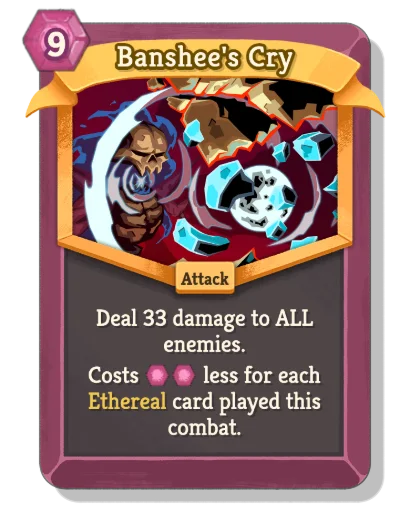 9
Banshee's Cry
Attack
Deal 33 damage to ALL
enemies.
Costs less for each
Ethereal card played this
combat.